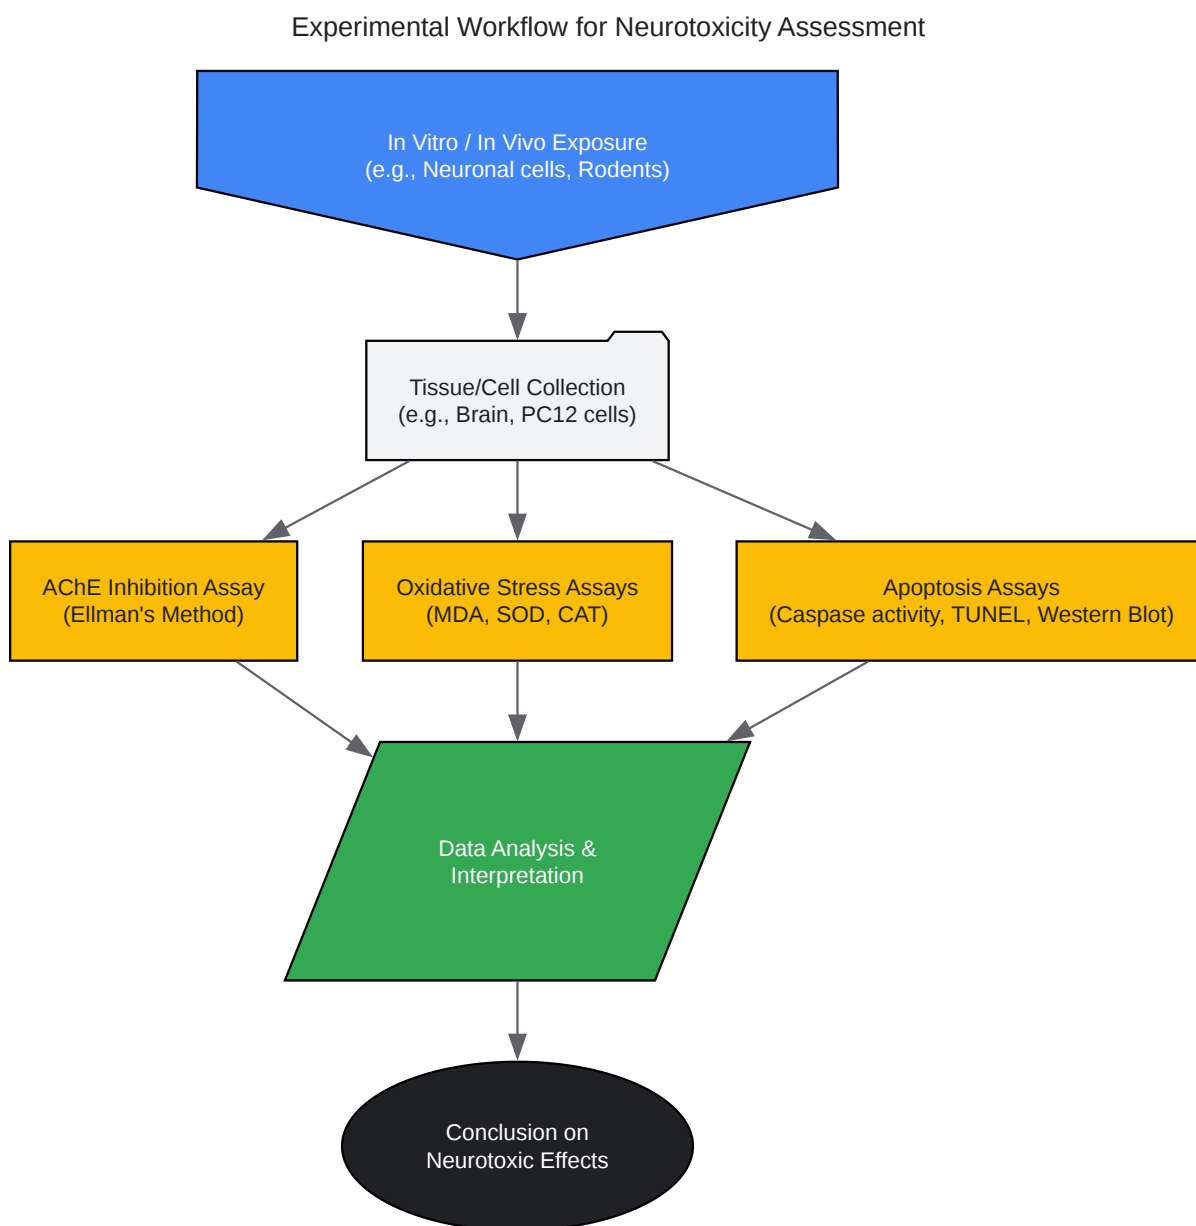 Experimental Workflow for Neurotoxicity Assessment
In Vitro / In Vivo Exposure
(e.g., Neuronal cells, Rodents)
Tissue/Cell Collection
(e.g., Brain, PC12 cells)
AChE Inhibition Assay
(Ellman's Method)
Oxidative Stress Assays
(MDA, SOD, CAT)
Apoptosis Assays
(Caspase activity, TUNEL, Western Blot)
Data Analysis &
Interpretation
Conclusion on
Neurotoxic Effects